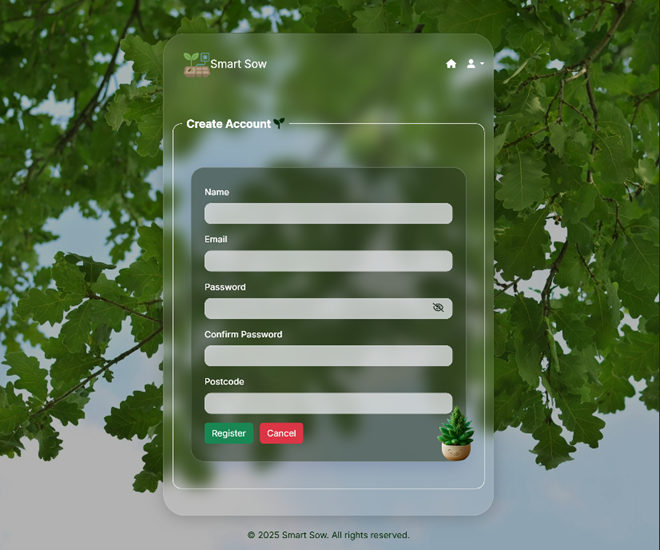 Smart Sow
Create Account
Name
Email
Password
Confirm Password
Postcode
Register Cancel
© 2025 Smart Sow. All rights reserved.